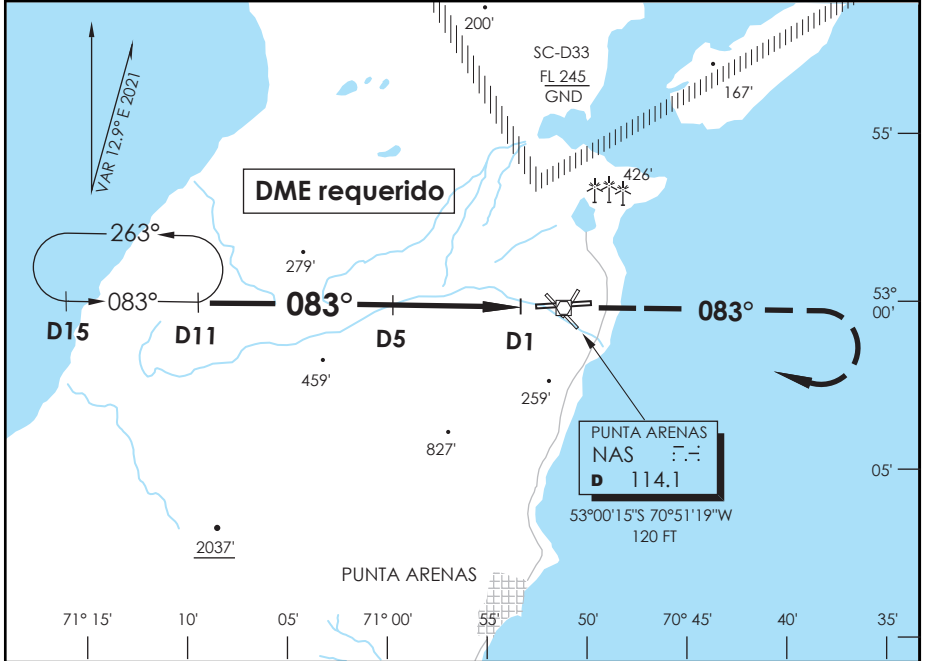 200'
SC-D33
FL 245
GND
167'
55'
VAR 12.9° E 2021
DME requerido
426'
263°
279'
083°
083°
083°
53°
00'
D15
D11
D5
D1
459'
259'
827'
PUNTA ARENAS
NAS
D 114.1
05'
53°00'15"S 70°51'19"W
120 FT
2037'
PUNTA ARENAS
71° 15'
10'
05'
71° 00'
55'
50'
70° 45'
40'
35'